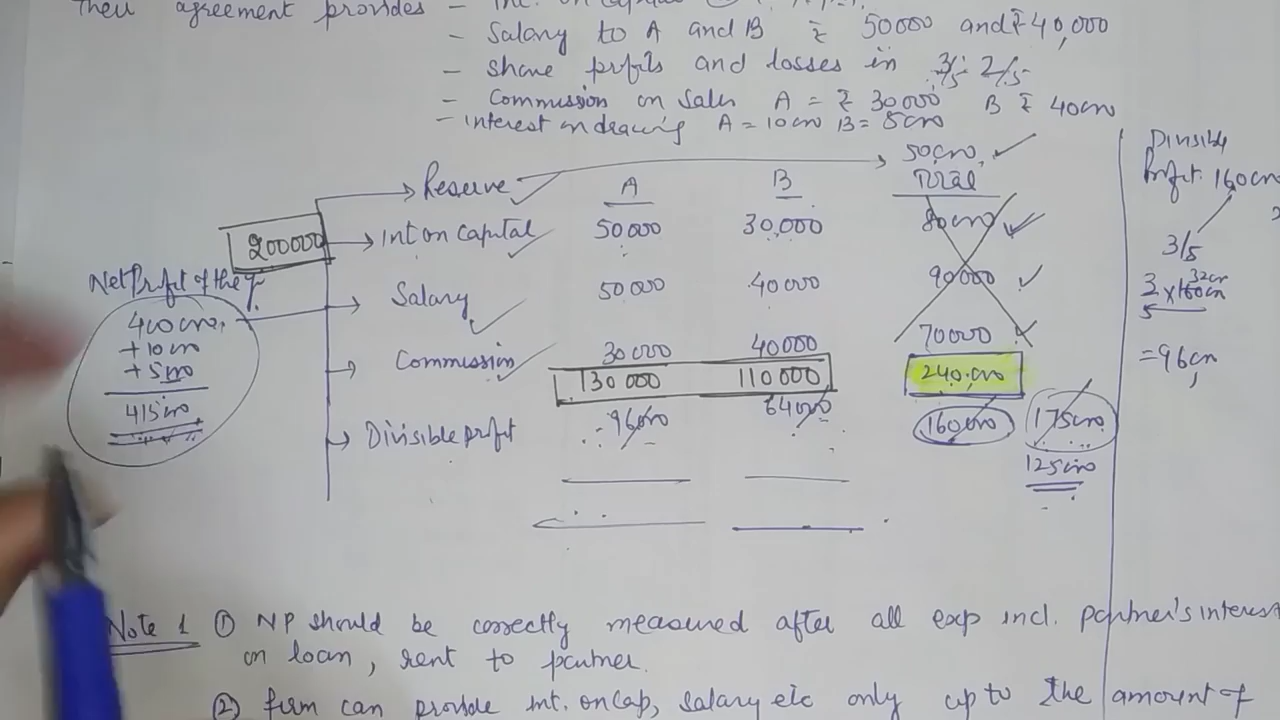 Their agreement provides -
- Salary to A and B ₹ 50000 and ₹ 40,000
- Share profits and losses in 3/5 2/5
- Commission on Sales A = ₹ 30000 B ₹ 40000
- Interest on drawing A = 10000 B = 5000
50000
Reserve A B Total
200000
Int on Capital 50000 30,000 80000
Net Profit of the Y.
Salary 50000 40000 90000
400000
+10000
+5000
415000
Commission 30000 40000 70000
130000 110000 240,000
Divisible profit 96000 64000 160000 175000
125000
Divisible
Profit 160000
3/5
32000
3 x 160000
5
= 96000
Note 1 ① NP should be correctly measured after all exp incl. partner's interest
on loan, rent to partner.
② firm can provide Int. on cap, salary etc only up to the amount of